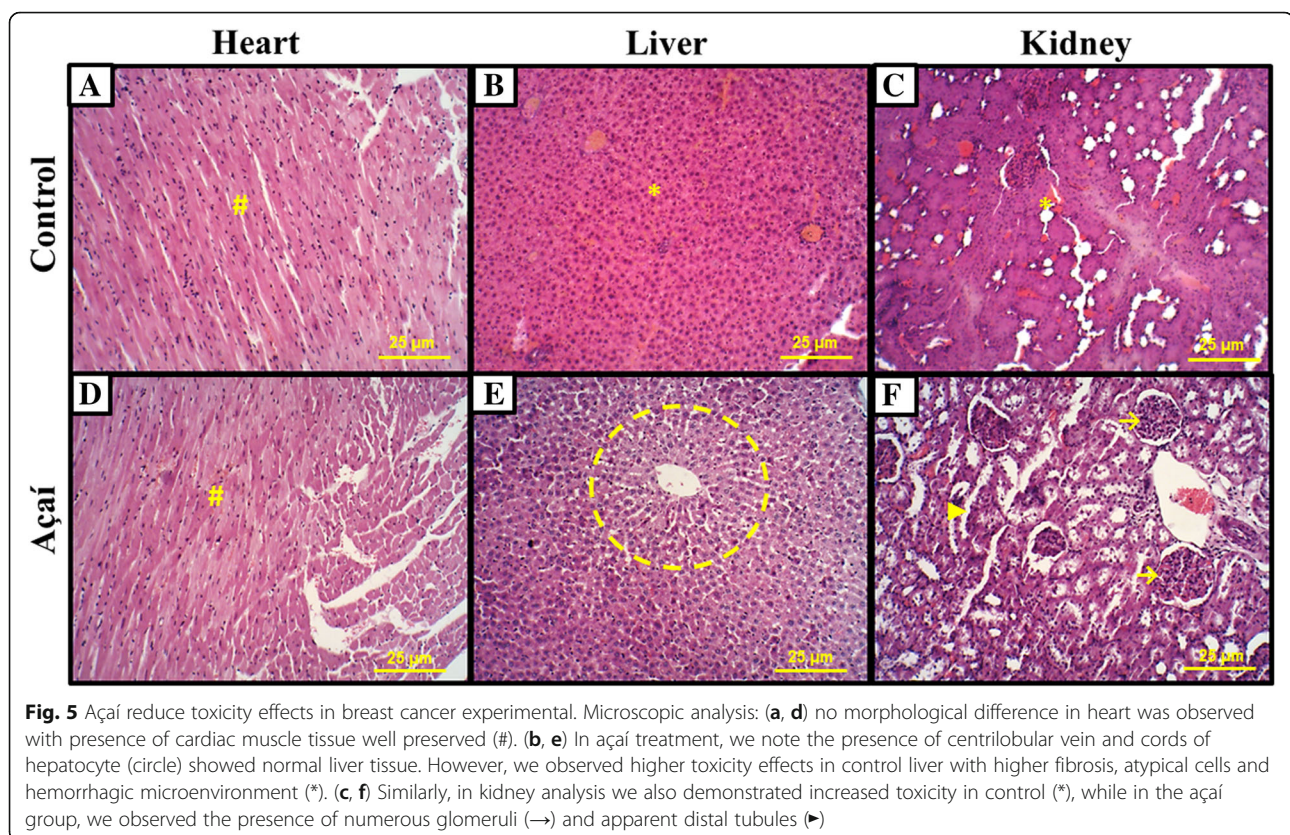 Heart Liver Kidney
Control
A
#
25 µm
B
*
25 µm
C
*
25 µm
Açaí
D
#
25 µm
E
25 µm
F
25 µm
Fig. 5 Açaí reduce toxicity effects in breast cancer experimental. Microscopic analysis: (a, d) no morphological difference in heart was observed
with presence of cardiac muscle tissue well preserved (#). (b, e) In açaí treatment, we note the presence of centrilobular vein and cords of
hepatocyte (circle) showed normal liver tissue. However, we observed higher toxicity effects in control liver with higher fibrosis, atypical cells and
hemorrhagic microenvironment (*). (c, f) Similarly, in kidney analysis we also demonstrated increased toxicity in control (*), while in the açaí
group, we observed the presence of numerous glomeruli (→) and apparent distal tubules (►)